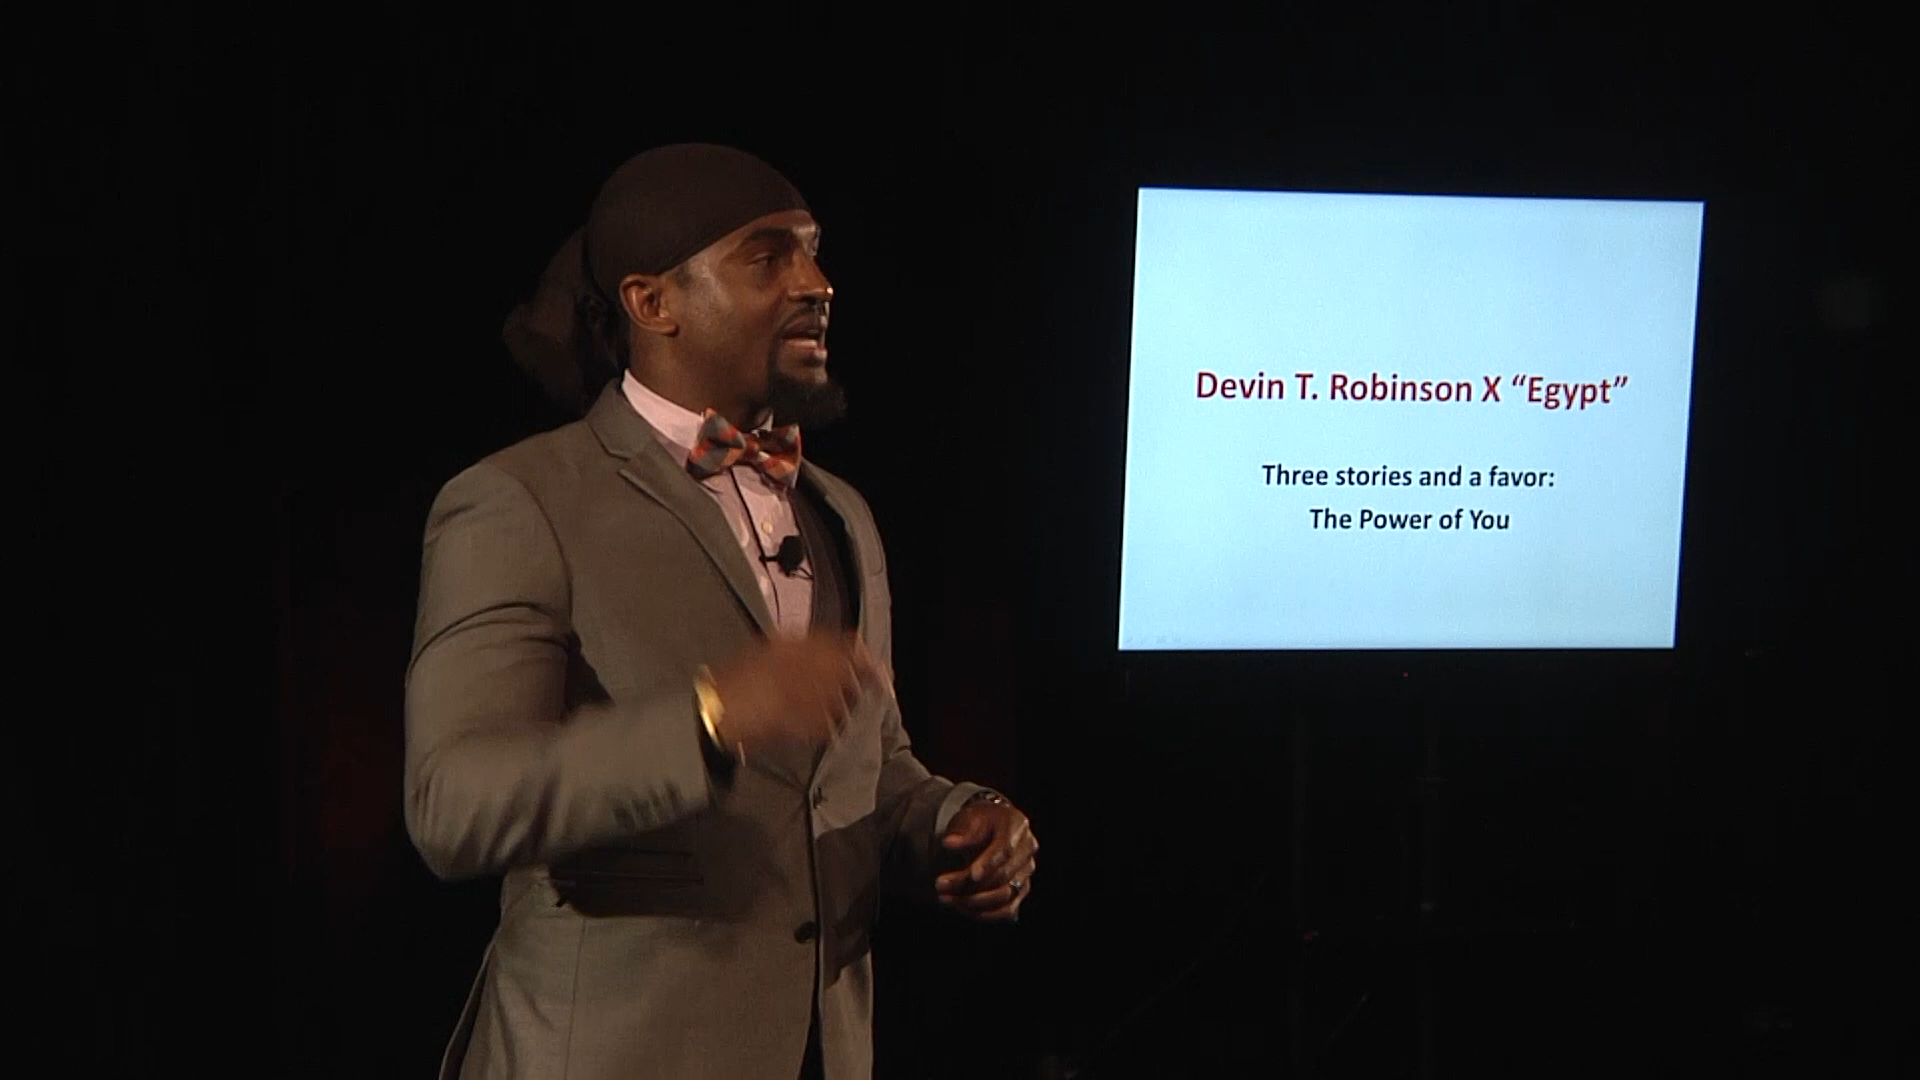 Devin T. Robinson X “Egypt”
Three stories and a favor:
The Power of You